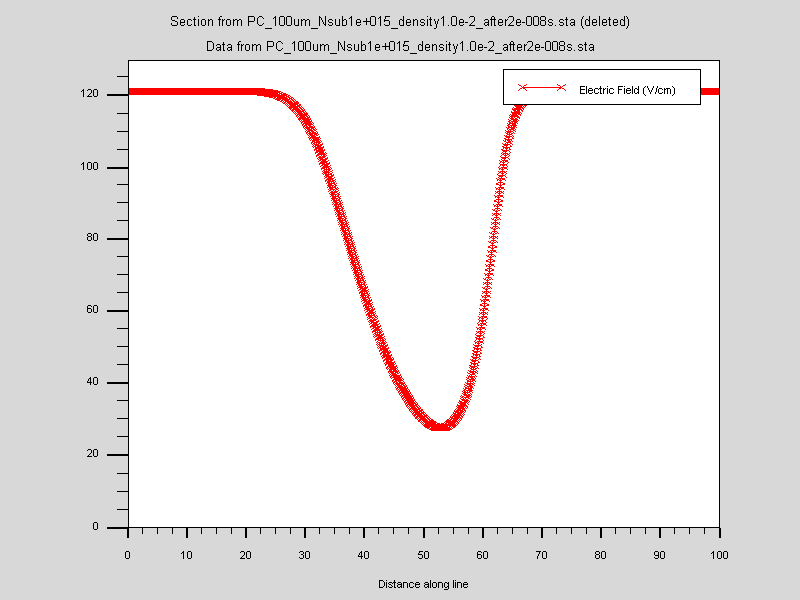 Section from PC_100um_Nsub1e+015_density1.0e-2_after2e-008s.sta (deleted)
Data from PC_100um_Nsub1e+015_density1.0e-2_after2e-008s.sta
Electric Field (V/cm)
120
100
80
60
40
20
0
0 10 20 30 40 50 60 70 80 90 100
Distance along line